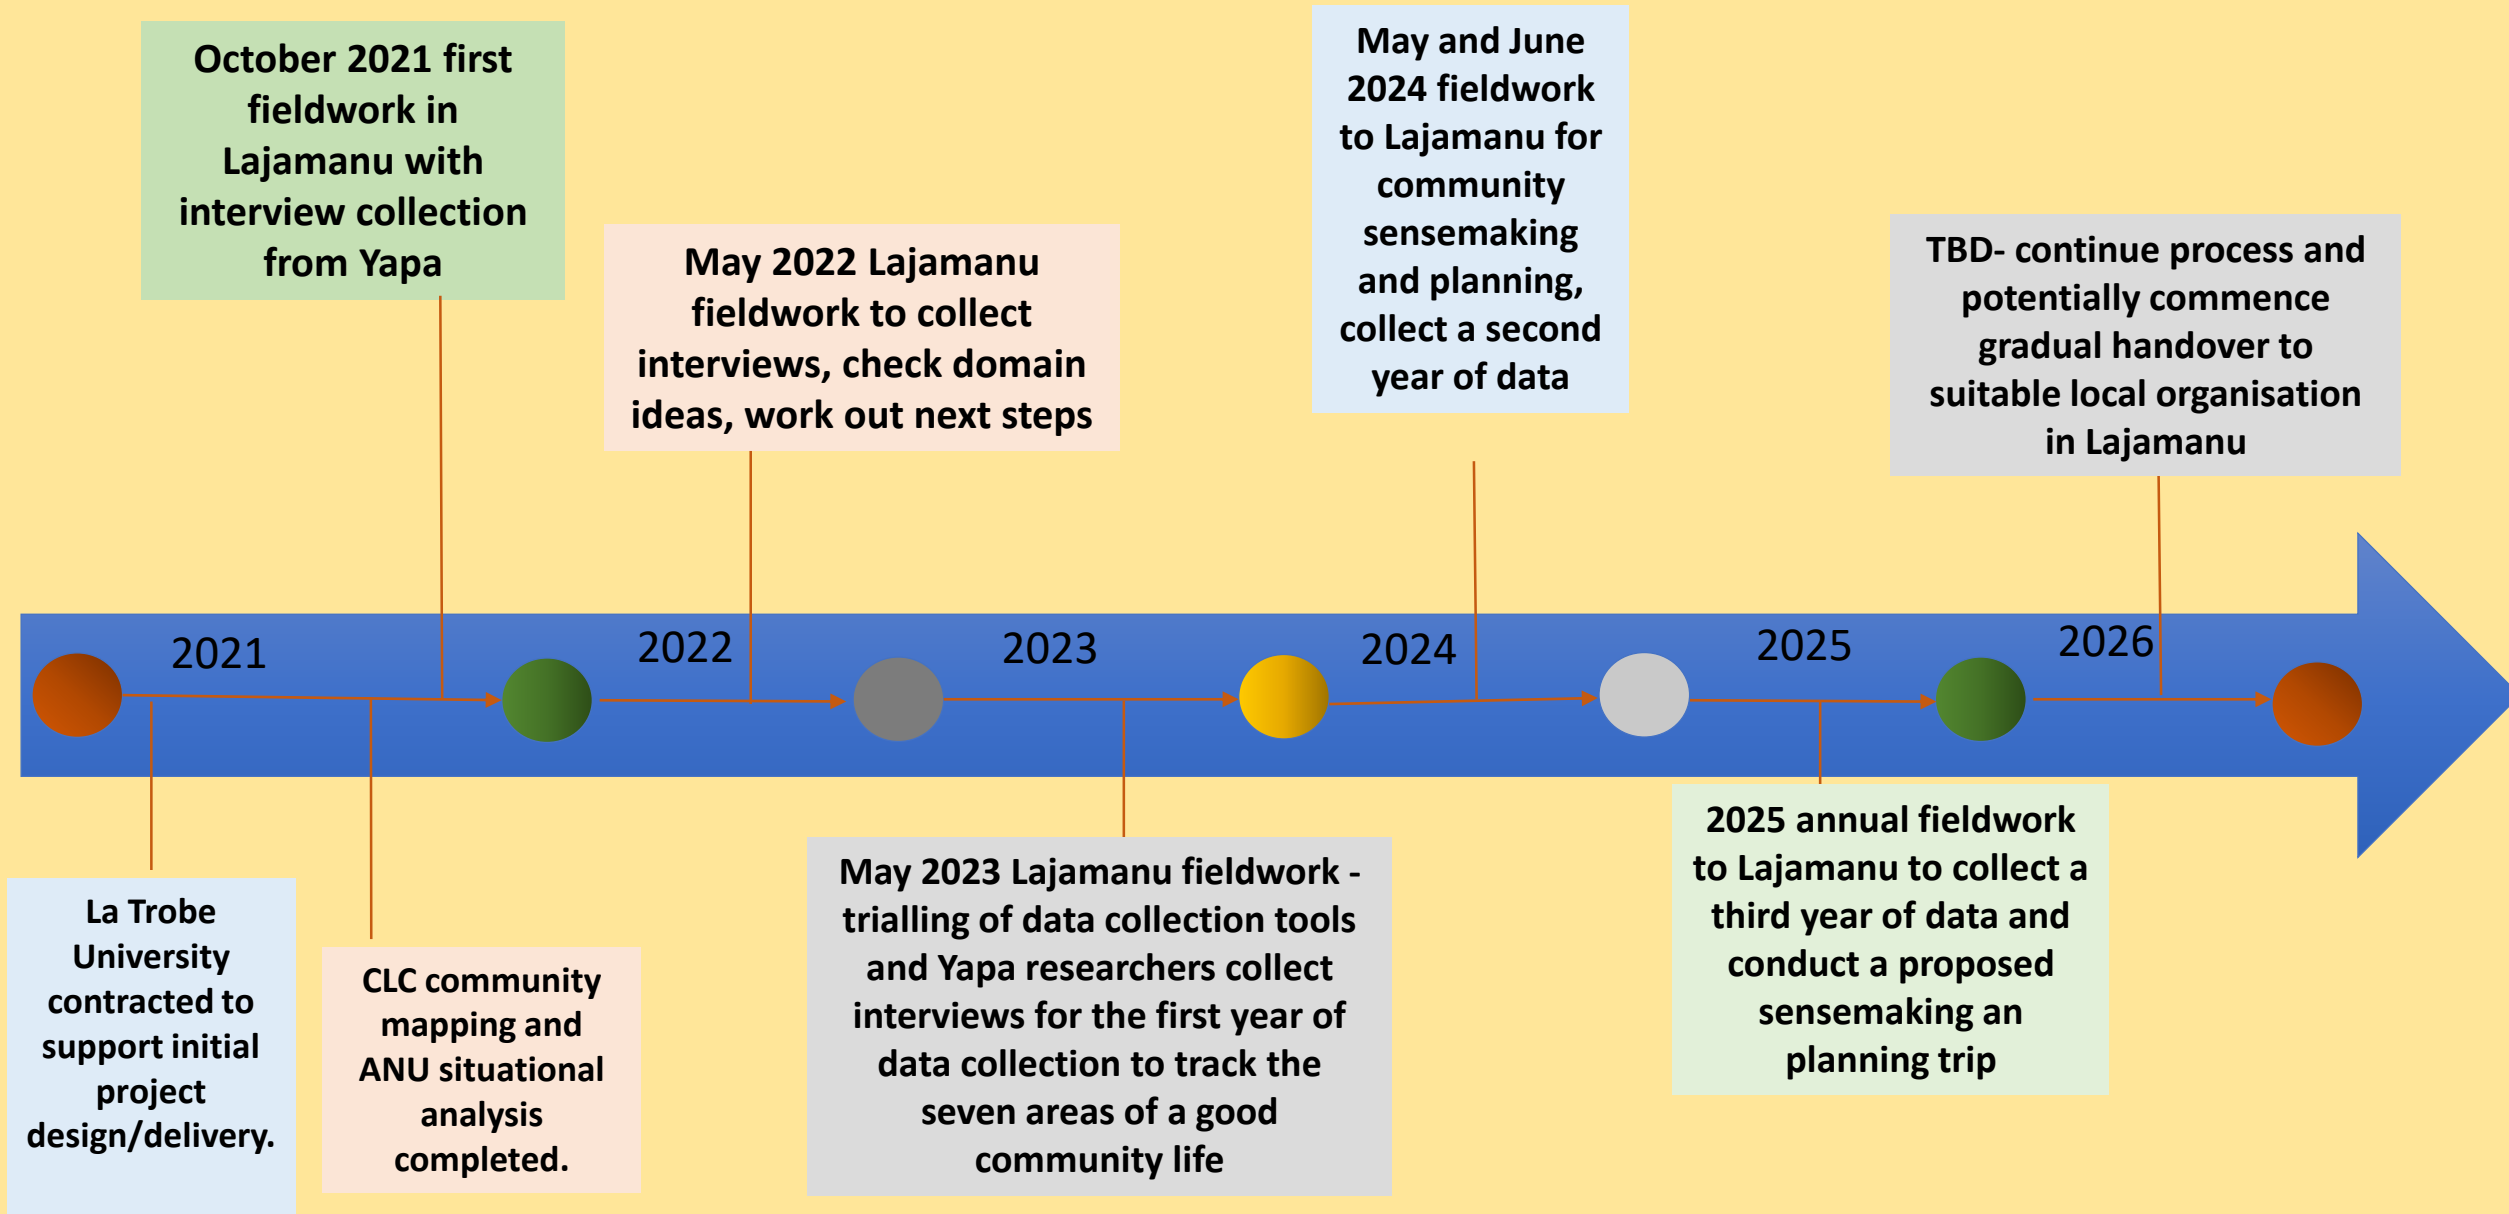 October 2021 first
fieldwork in
Lajamanu with
interview collection
from Yapa
May 2022 Lajamanu
fieldwork to collect
interviews, check domain
ideas, work out next steps
May and June
2024 fieldwork
to Lajamanu for
community
sensemaking
and planning,
collect a second
year of data
TBD- continue process and
potentially commence
gradual handover to
suitable local organisation
in Lajamanu
2021
2022
2023
2024
2025
2026
La Trobe
University
contracted to
support initial
project
design/delivery.
CLC community
mapping and
ANU situational
analysis
completed.
May 2023 Lajamanu fieldwork -
trialling of data collection tools
and Yapa researchers collect
interviews for the first year of
data collection to track the
seven areas of a good
community life
2025 annual fieldwork
to Lajamanu to collect a
third year of data and
conduct a proposed
sensemaking an
planning trip